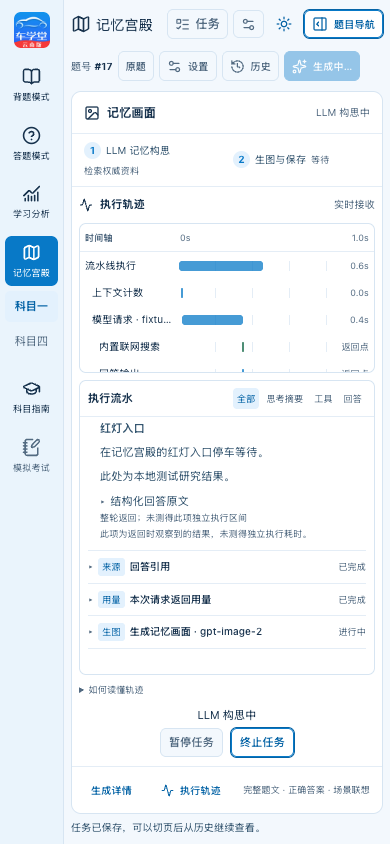 车学堂
云南版
背题模式
答题模式
学习分析
记忆宫殿
科目一
科目四
科目指南
模拟考试
记忆宫殿
任务
题目导航
题号 #17
原题
设置
历史
生成中...
记忆画面
LLM 构思中
1 LLM 记忆构思
检索权威资料
2 生图与保存 等待
执行轨迹
实时接收
时间轴 0s 1.0s
流水线执行 0.6s
上下文计数 0.0s
模型请求 · fixtu... 0.4s
内置联网搜索 返回点
执行流水
全部 思考摘要 工具 回答
红灯入口
在记忆宫殿的红灯入口停车等待。
此处为本地测试研究结果。
结构化回答原文
整轮返回；未测得此项独立执行区间
此项为返回时观察到的结果，未测得独立执行耗时。
来源 回答引用 已完成
用量 本次请求返回用量 已完成
生图 生成记忆画面 · gpt-image-2 进行中
如何读懂轨迹
LLM 构思中
暂停任务 终止任务
生成详情 执行轨迹 完整题文 · 正确答案 · 场景联想
任务已保存，可以切页后从历史继续查看。